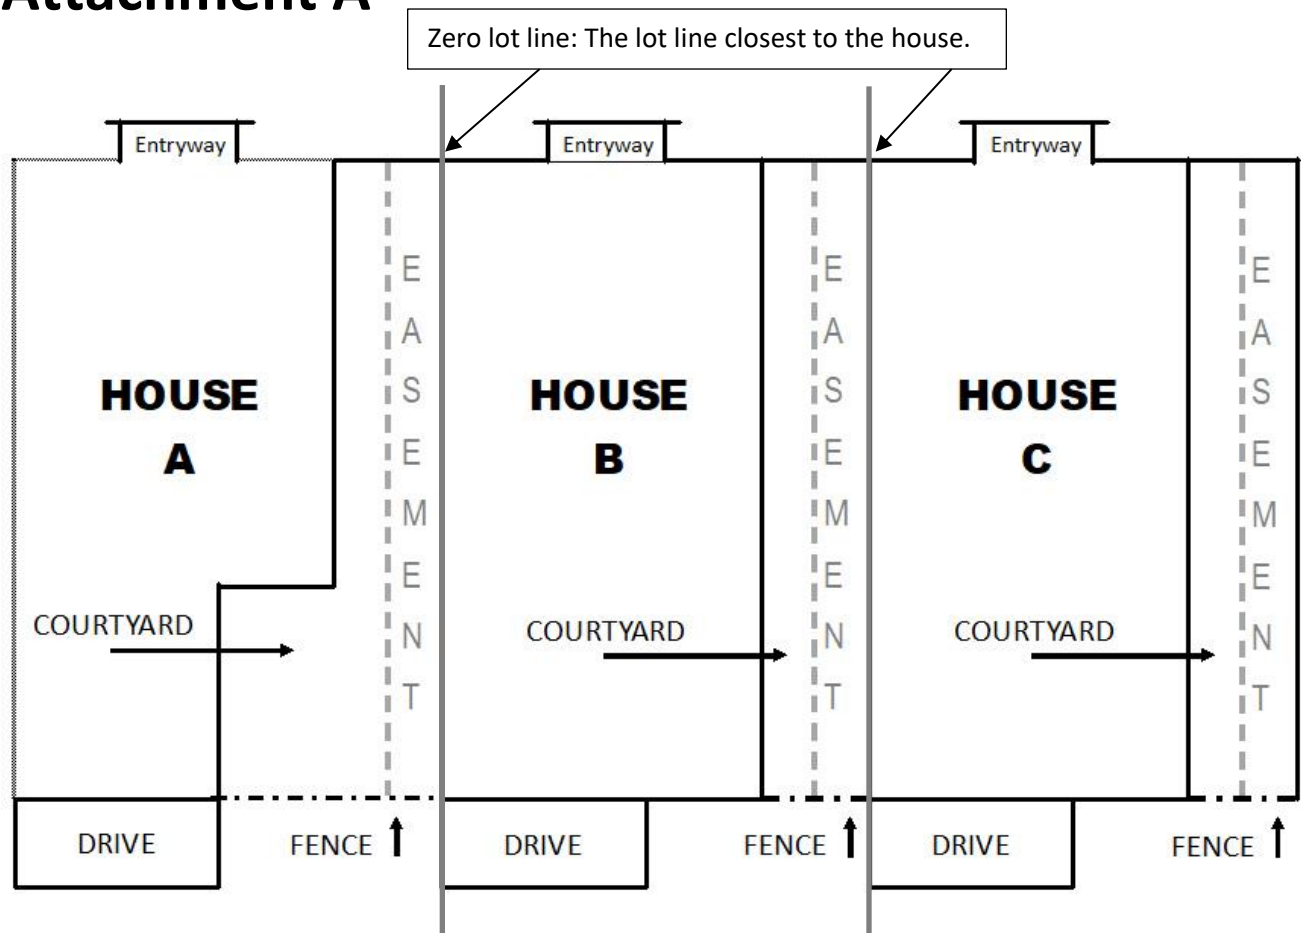 Attachment A
Zero lot line: The lot line closest to the house.
Entryway
Entryway
Entryway
HOUSE
A
HOUSE
B
HOUSE
C
EASEMENT
EASEMENT
EASEMENT
COURTYARD
COURTYARD
COURTYARD
DRIVE
FENCE
DRIVE
FENCE
DRIVE
FENCE